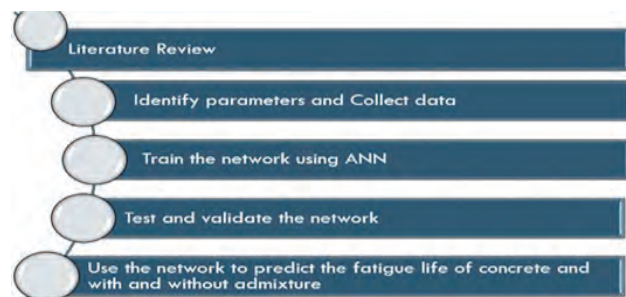 Literature Review
Identify parameters and Collect data
Train the network using ANN
Test and validate the network
Use the network to predict the fatigue life of concrete and
with and without admixture